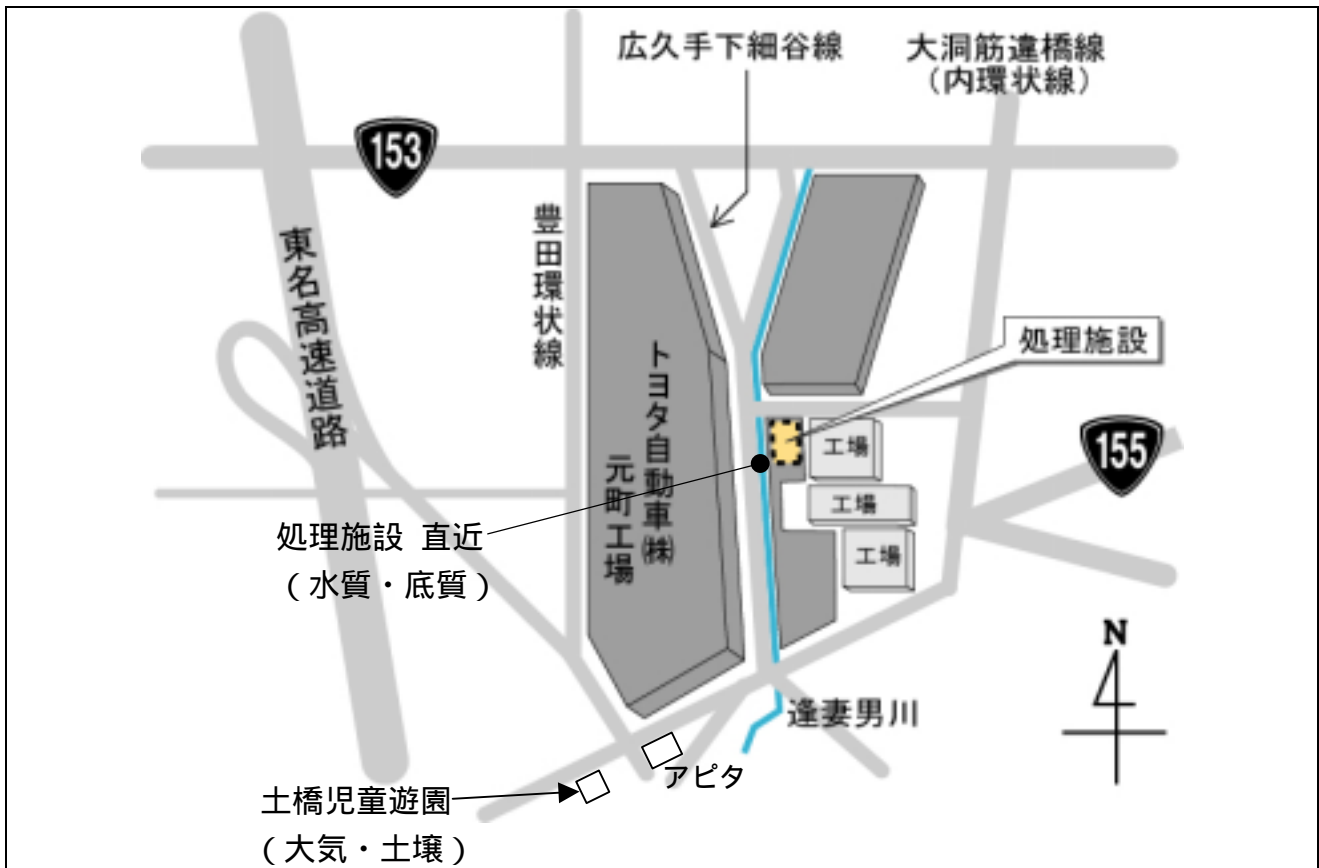 広久手下細谷線
大洞筋違橋線
（内環状線）
153
東名高速道路
豊田環状線
トヨタ自動車㈱
元町工場
処理施設
155
工場
工場
工場
処理施設 直近
（水質・底質）
N
逢妻男川
アピタ
土橋児童遊園
（大気・土壌）